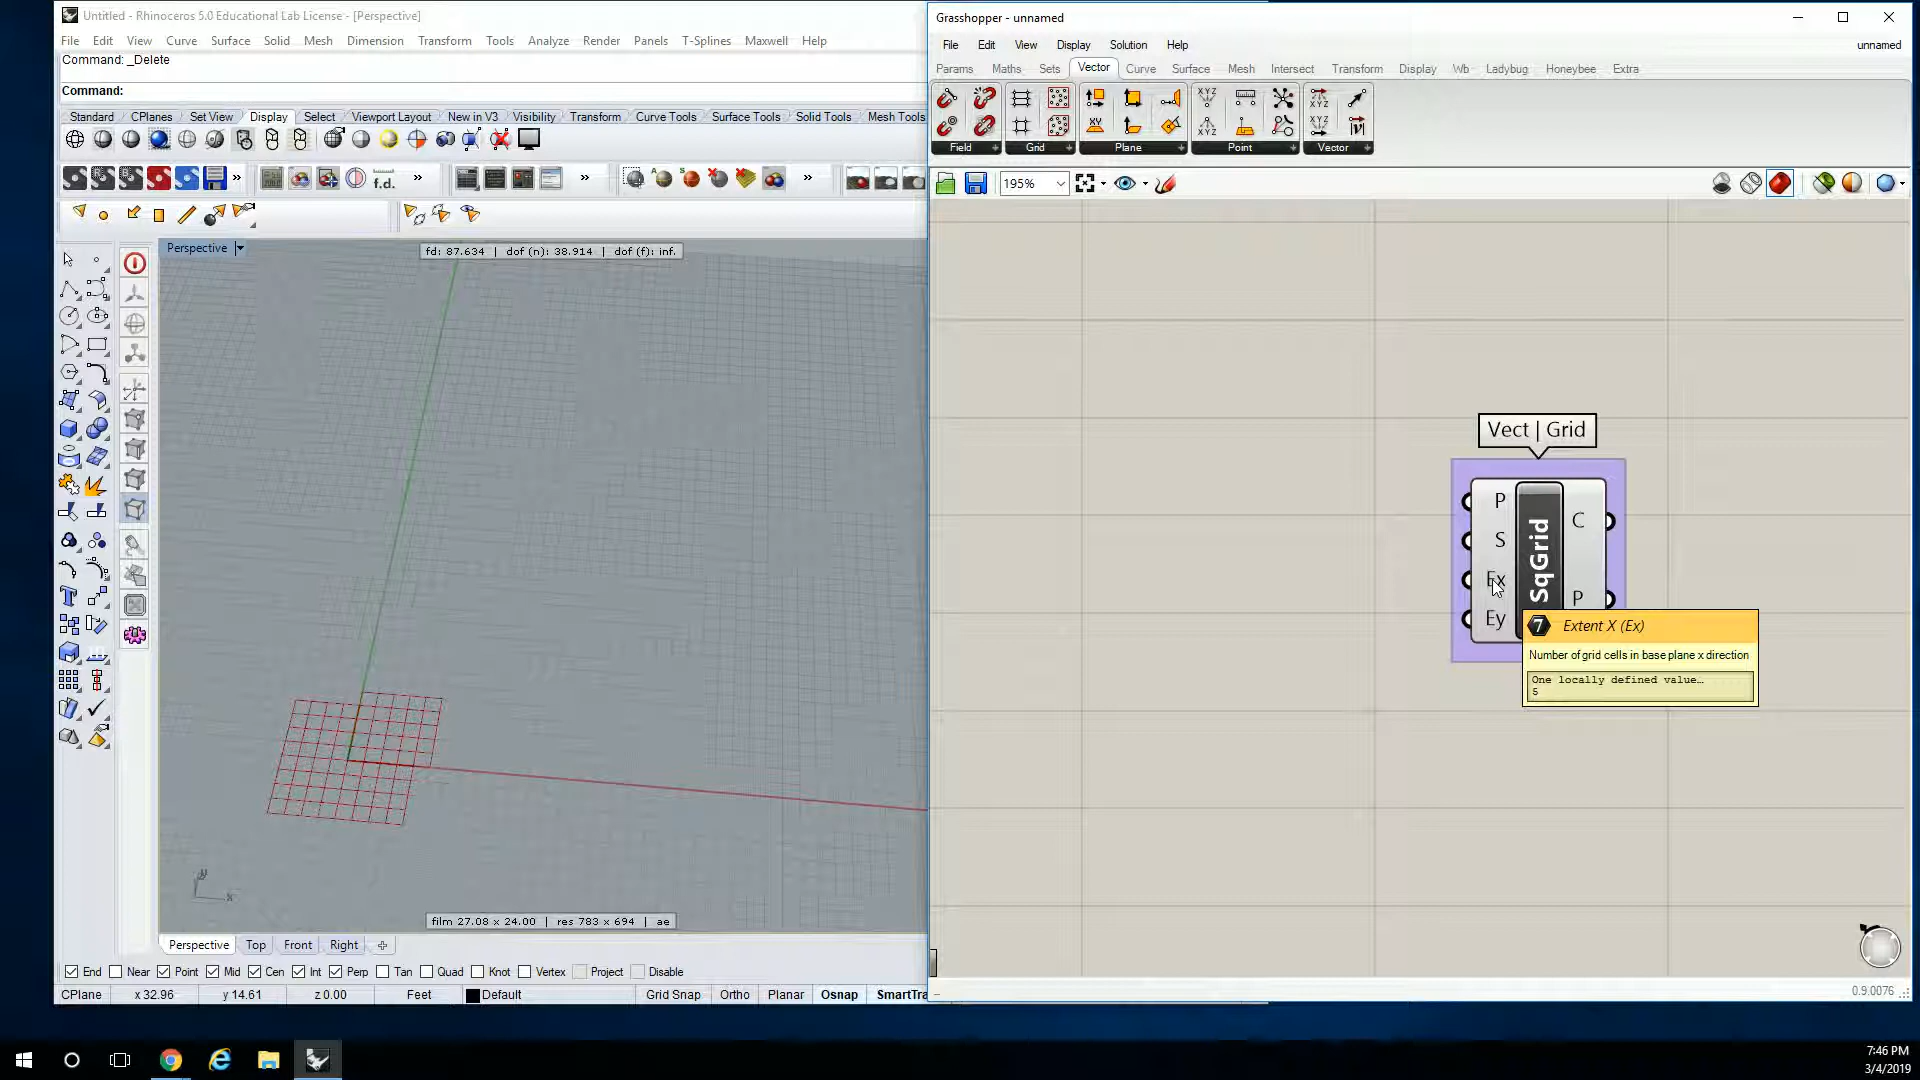 Untitled - Rhinoceros 5.0 Educational Lab License - [Perspective]
File Edit View Curve Surface Solid Mesh Dimension Transform Tools Analyze Render Panels T-Splines Maxwell Help
Command: _Delete
Command:
Standard CPlanes Set View Display Select Viewport Layout New in V3 Visibility Transform Curve Tools Surface Tools Solid Tools Mesh Tools
f.d.
Perspective
fd: 87.634 | dof (n): 38.914 | dof (f): inf.
y
x
film 27.08 x 24.00 | res 783 x 694 | ae
Perspective Top Front Right
End Near Point Mid Cen Int Perp Tan Quad Knot Vertex Project Disable
CPlane x 32.96 y 14.61 z 0.00 Feet Default Grid Snap Ortho Planar Osnap SmartTra
Grasshopper - unnamed
File Edit View Display Solution Help unnamed
Params Maths Sets Vector Curve Surface Mesh Intersect Transform Display Wb Ladybug Honeybee Extra
Field Grid Plane Point Vector
195%
Vect | Grid
P
S
Ex
Ey
SqGrid
C
P
Extent X (Ex)
Number of grid cells in base plane x direction
One locally defined value…
5
0.9.0076
7:46 PM
3/4/2019